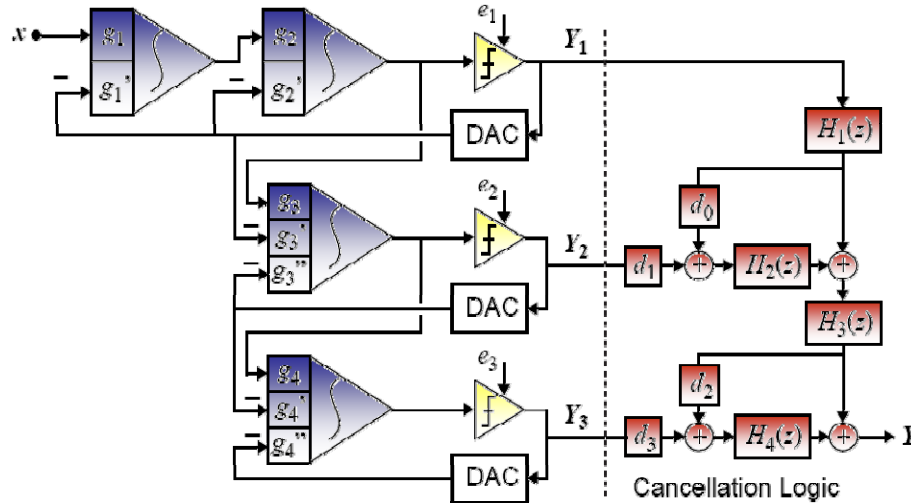 e₁
x
g₁
g₁'
g₂
g₂'
Y₁
DAC
H₁(z)
e₂
d₀
g₃'
g₃''
Y₂
d₁
+
H₂(z)
+
DAC
H₃(z)
e₃
g₄
g₄'
g₄''
Y₃
d₂
d₃
+
H₄(z)
+
Y
DAC
Cancellation Logic